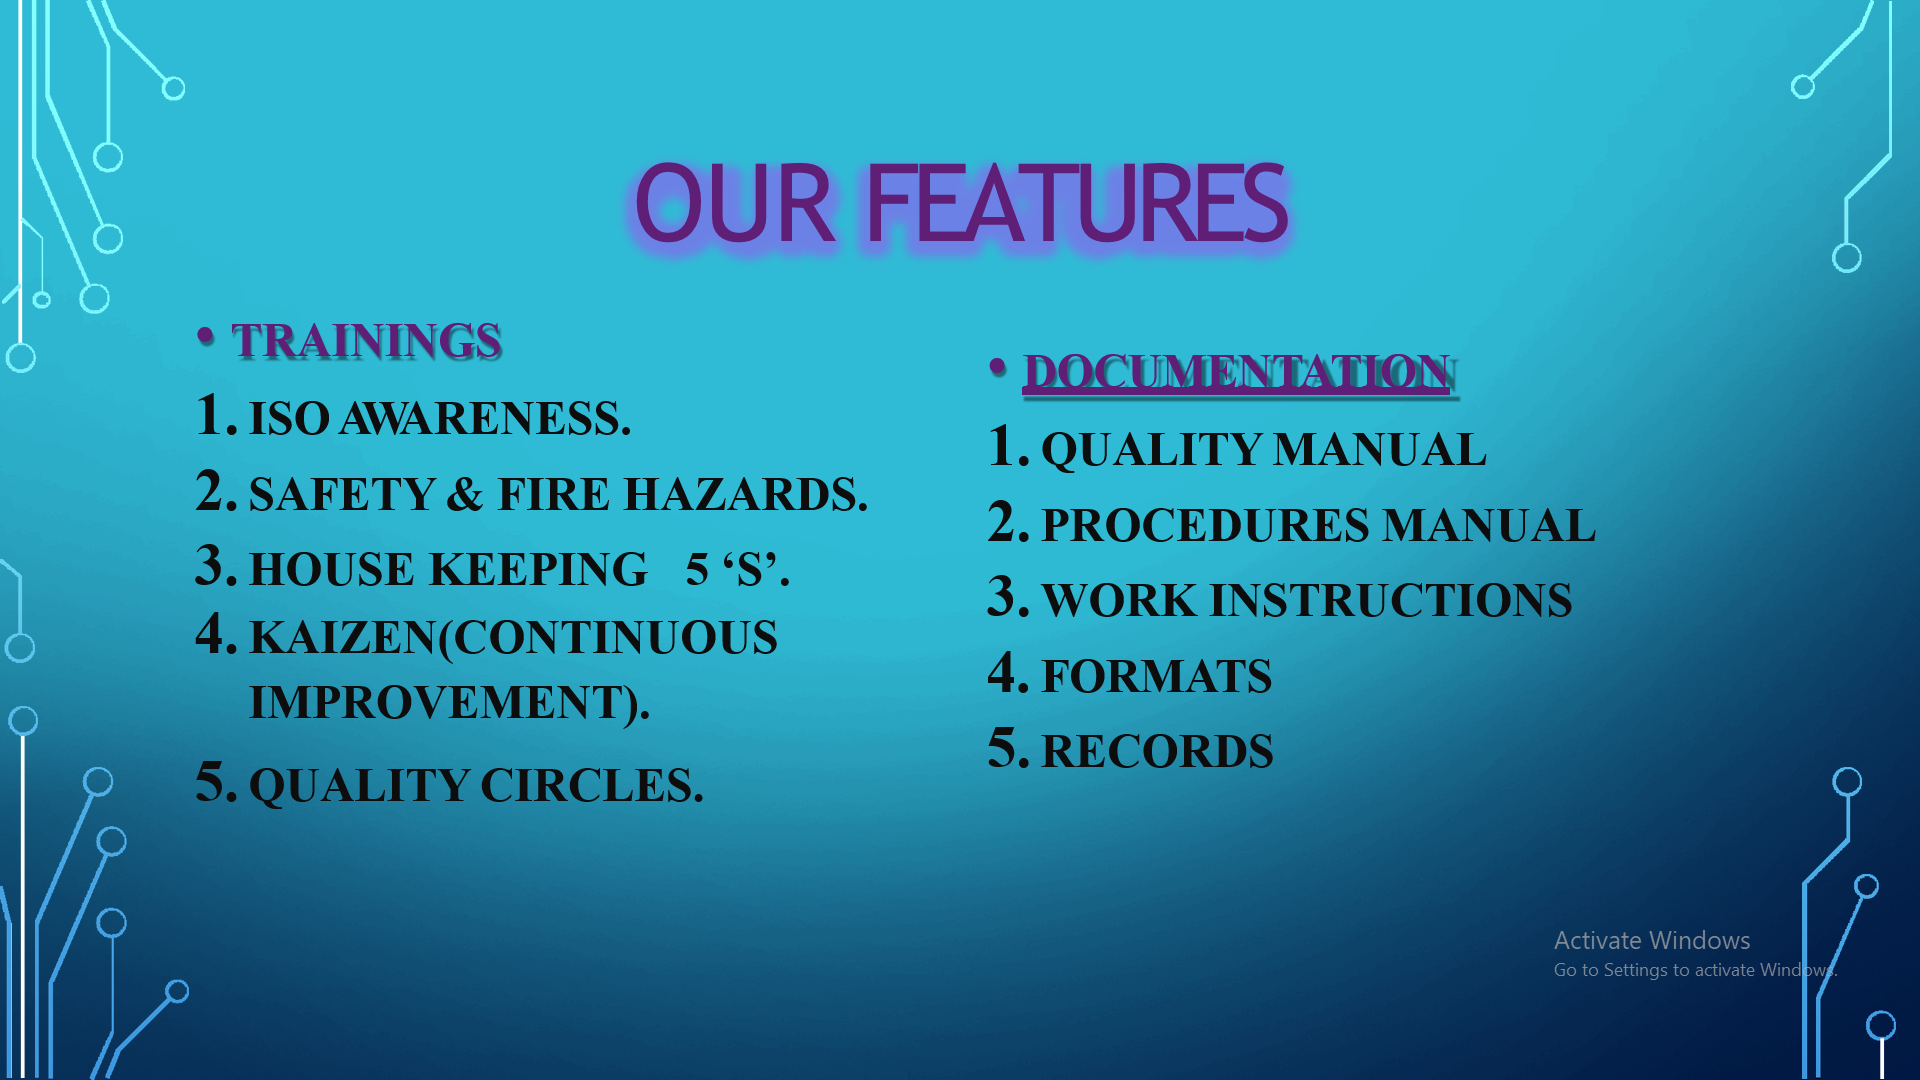 OUR FEATURES
• TRAININGS
1. ISO AWARENESS.
2. SAFETY & FIRE HAZARDS.
3. HOUSE KEEPING 5 ‘S’.
4. KAIZEN(CONTINUOUS
IMPROVEMENT).
5. QUALITY CIRCLES.
• DOCUMENTATION
1. QUALITY MANUAL
2. PROCEDURES MANUAL
3. WORK INSTRUCTIONS
4. FORMATS
5. RECORDS
Activate Windows
Go to Settings to activate Windows.